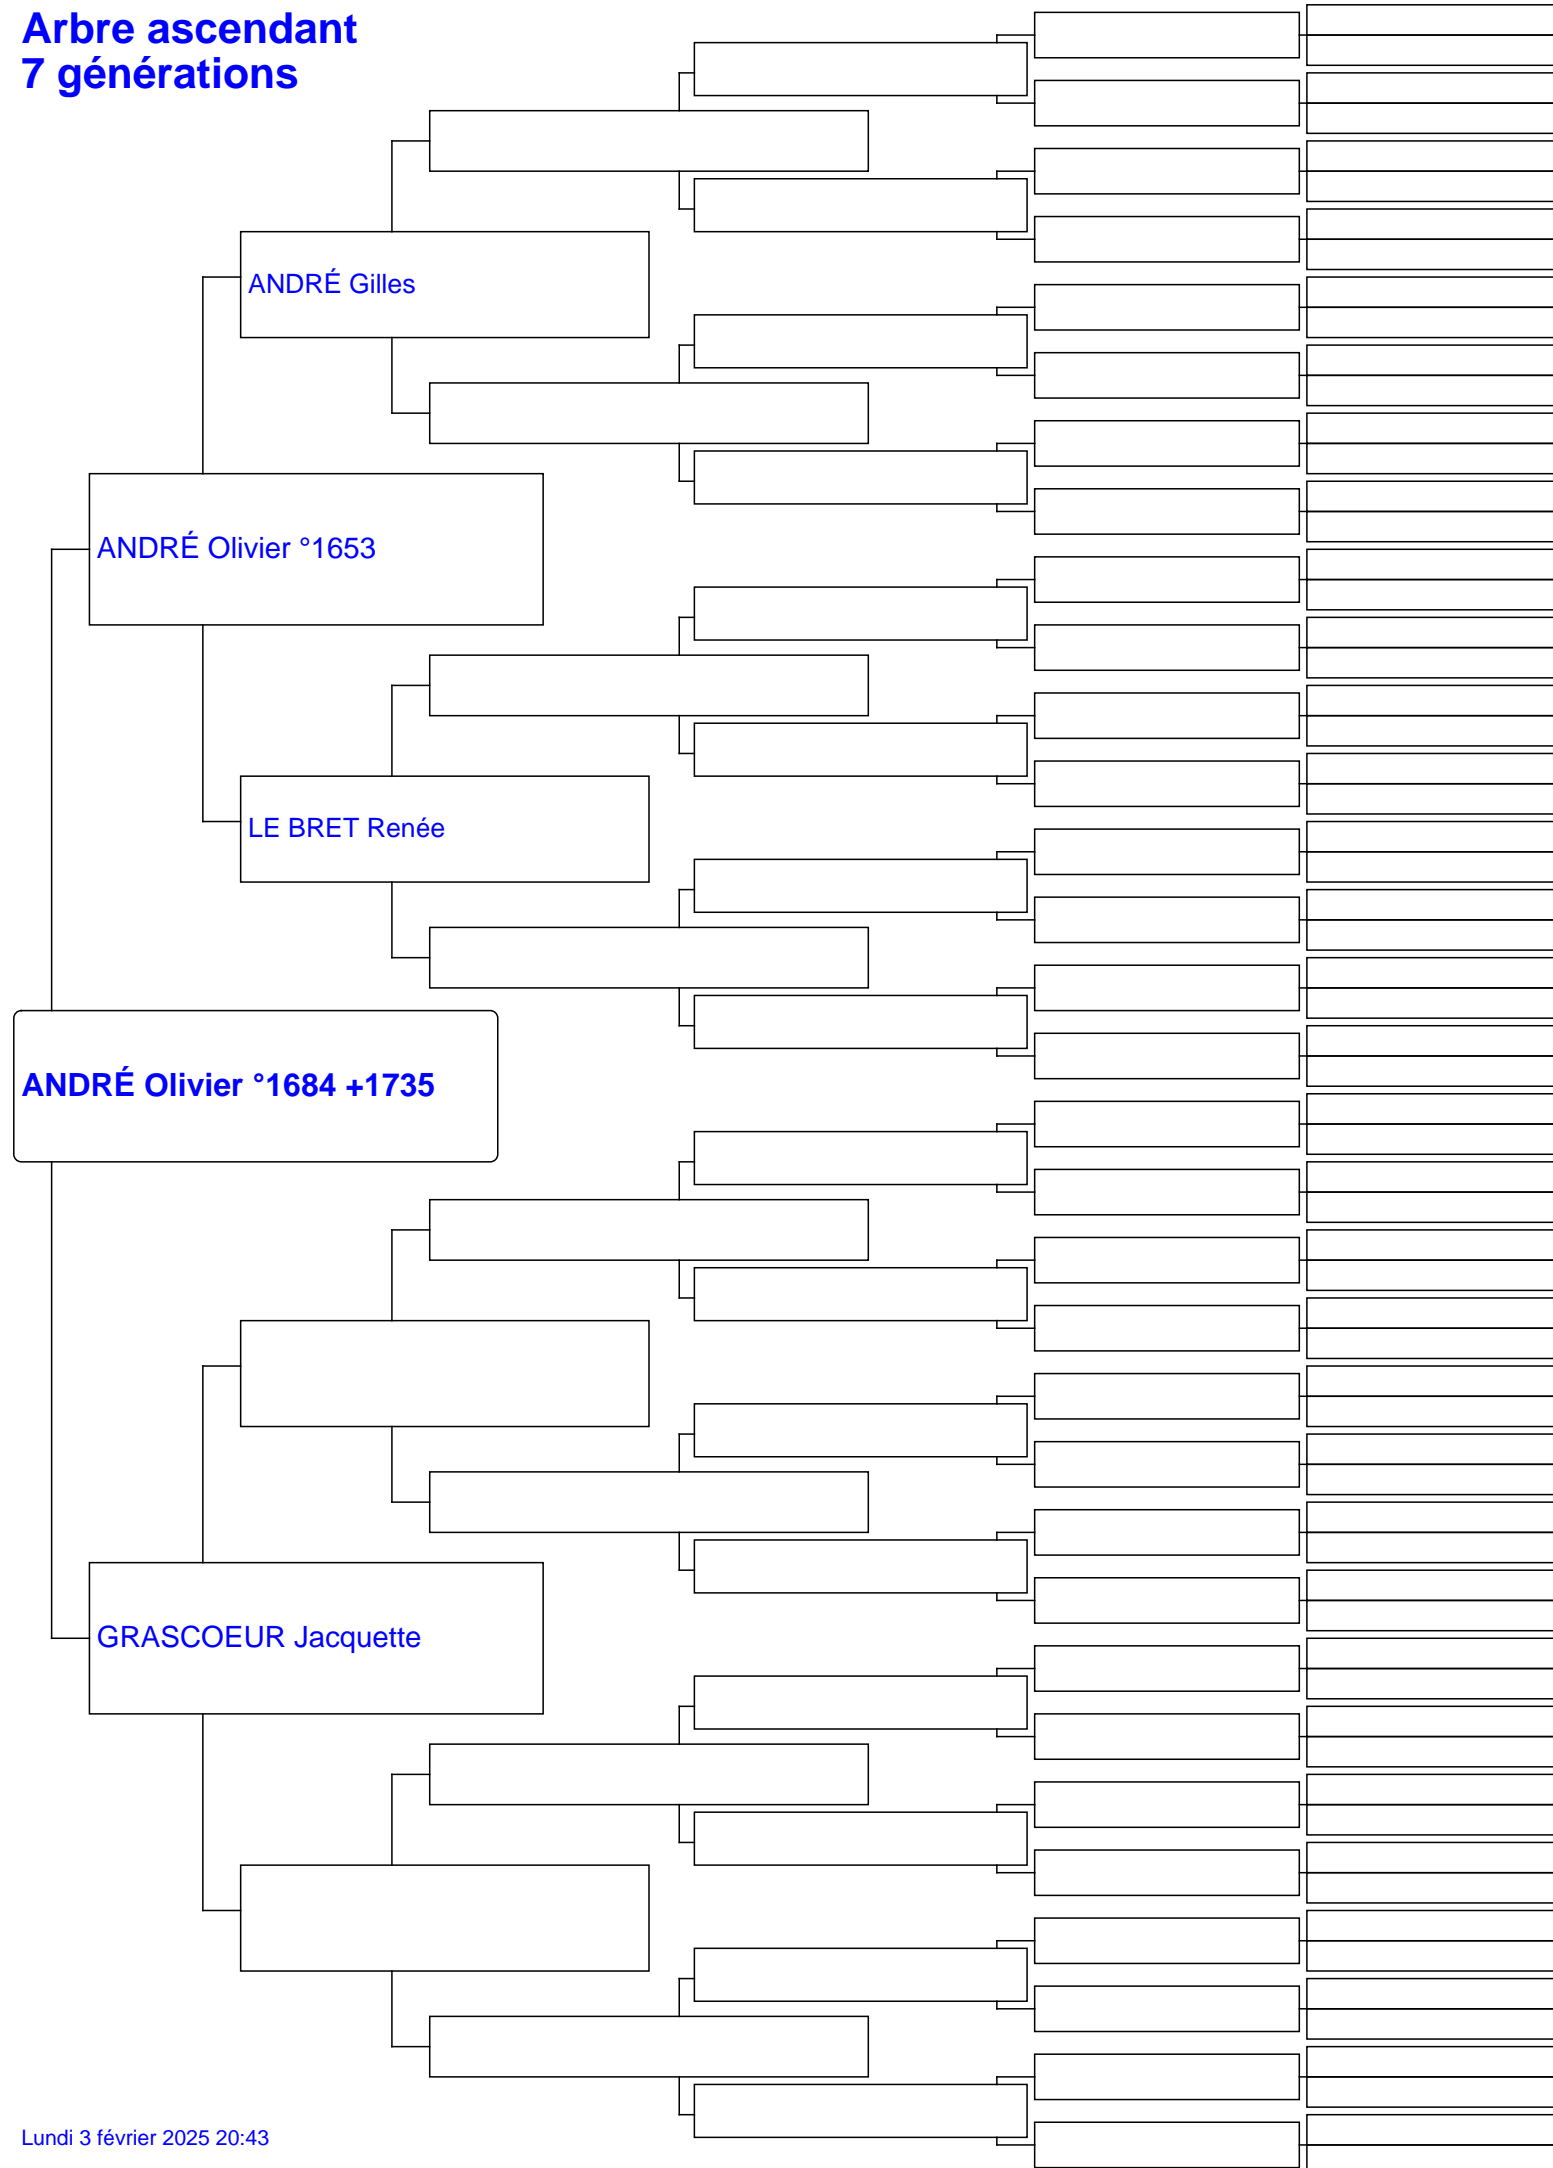 Arbre ascendant
7 générations
ANDRÉ Gilles
ANDRÉ Olivier °1653
LE BRET Renée
ANDRÉ Olivier °1684 +1735
GRASCOEUR Jacquette
Lundi 3 février 2025 20:43